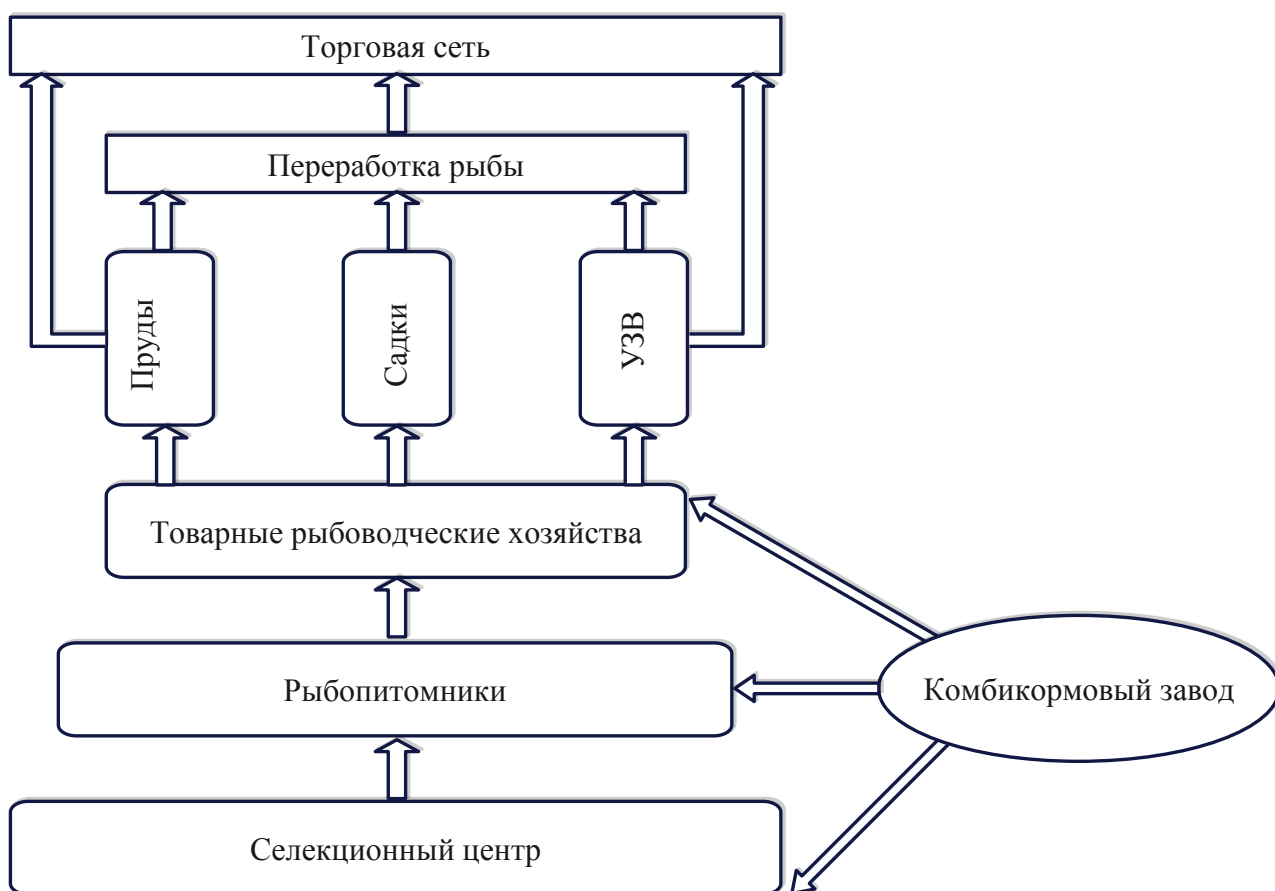 Торговая сеть
Переработка рыбы
Пруды
Садки
УЗВ
Товарные рыбоводческие хозяйства
Рыбопитомники
Комбикормовый завод
Селекционный центр